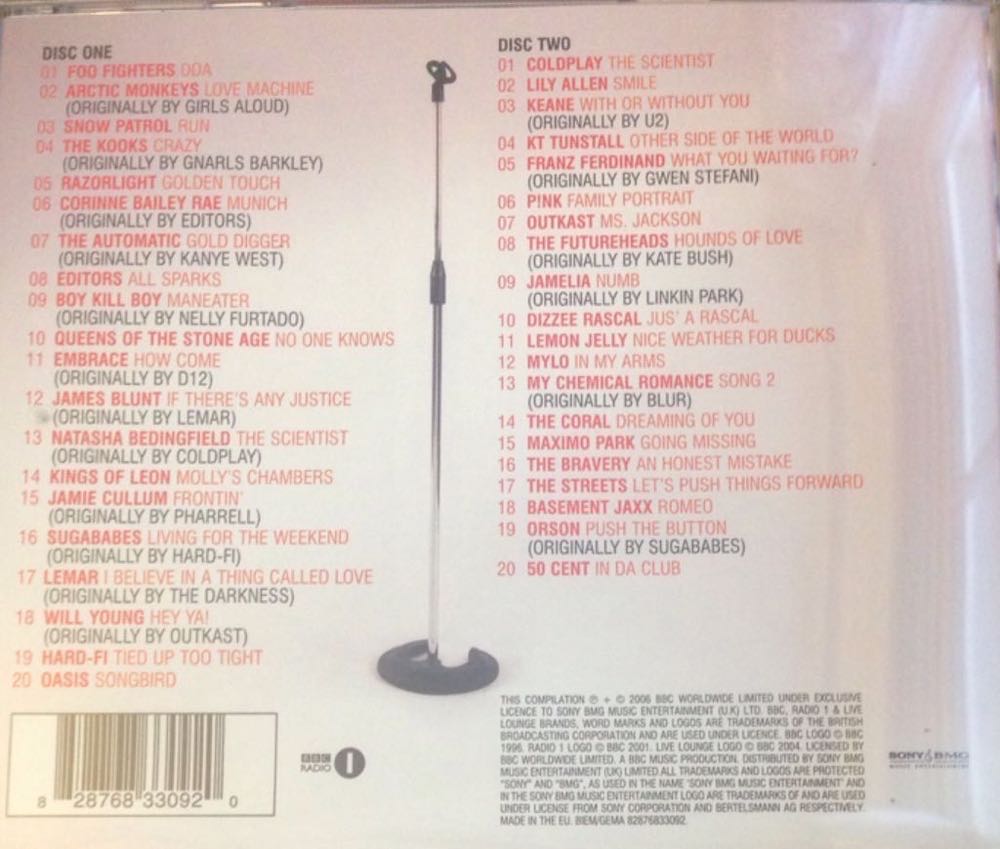 DISC ONE
01 FOO FIGHTERS DOA
02 ARCTIC MONKEYS LOVE MACHINE
(ORIGINALLY BY GIRLS ALOUD)
03 SNOW PATROL RUN
04 THE KOOKS CRAZY
(ORIGINALLY BY GNARLS BARKLEY)
05 RAZORLIGHT GOLDEN TOUCH
06 CORINNE BAILEY RAE MUNICH
(ORIGINALLY BY EDITORS)
07 THE AUTOMATIC GOLD DIGGER
(ORIGINALLY BY KANYE WEST)
08 EDITORS ALL SPARKS
09 BOY KILL BOY MANEATER
(ORIGINALLY BY NELLY FURTADO)
10 QUEENS OF THE STONE AGE NO ONE KNOWS
11 EMBRACE HOW COME
(ORIGINALLY BY D12)
12 JAMES BLUNT IF THERE'S ANY JUSTICE
(ORIGINALLY BY LEMAR)
13 NATASHA BEDINGFIELD THE SCIENTIST
(ORIGINALLY BY COLDPLAY)
14 KINGS OF LEON MOLLY'S CHAMBERS
15 JAMIE CULLUM FRONTIN'
(ORIGINALLY BY PHARRELL)
16 SUGABABES LIVING FOR THE WEEKEND
(ORIGINALLY BY HARD-FI)
17 LEMAR I BELIEVE IN A THING CALLED LOVE
(ORIGINALLY BY THE DARKNESS)
18 WILL YOUNG HEY YA!
(ORIGINALLY BY OUTKAST)
19 HARD-FI TIED UP TOO TIGHT
20 OASIS SONGBIRD
DISC TWO
01 COLDPLAY THE SCIENTIST
02 LILY ALLEN SMILE
03 KEANE WITH OR WITHOUT YOU
(ORIGINALLY BY U2)
04 KT TUNSTALL OTHER SIDE OF THE WORLD
05 FRANZ FERDINAND WHAT YOU WAITING FOR?
(ORIGINALLY BY GWEN STEFANI)
06 P!NK FAMILY PORTRAIT
07 OUTKAST MS. JACKSON
08 THE FUTUREHEADS HOUNDS OF LOVE
(ORIGINALLY BY KATE BUSH)
09 JAMELIA NUMB
(ORIGINALLY BY LINKIN PARK)
10 DIZZEE RASCAL JUS' A RASCAL
11 LEMON JELLY NICE WEATHER FOR DUCKS
12 MYLO IN MY ARMS
13 MY CHEMICAL ROMANCE SONG 2
(ORIGINALLY BY BLUR)
14 THE CORAL DREAMING OF YOU
15 MAXIMO PARK GOING MISSING
16 THE BRAVERY AN HONEST MISTAKE
17 THE STREETS LET'S PUSH THINGS FORWARD
18 BASEMENT JAXX ROMEO
19 ORSON PUSH THE BUTTON
(ORIGINALLY BY SUGABABES)
20 50 CENT IN DA CLUB
8 28768 33092 0
BBC RADIO 1
THIS COMPILATION ℗ + © 2006 BBC WORLDWIDE LIMITED UNDER EXCLUSIVE
LICENCE TO SONY BMG MUSIC ENTERTAINMENT (U.K) LTD. BBC, RADIO 1 & LIVE
LOUNGE BRANDS, WORD MARKS AND LOGOS ARE TRADEMARKS OF THE BRITISH
BROADCASTING CORPORATION AND ARE USED UNDER LICENCE. BBC LOGO © BBC
1996. RADIO 1 LOGO © BBC 2001. LIVE LOUNGE LOGO © BBC 2004. LICENSED BY
BBC WORLDWIDE LIMITED. A BBC MUSIC PRODUCTION. DISTRIBUTED BY SONY BMG
MUSIC ENTERTAINMENT (UK) LIMITED.ALL TRADEMARKS AND LOGOS ARE PROTECTED
"SONY" AND "BMG", AS USED IN THE NAME 'SONY BMG MUSIC ENTERTAINMENT' AND
IN THE SONY BMG MUSIC ENTERTAINMENT LOGO ARE TRADEMARKS OF AND ARE USED
UNDER LICENSE FROM SONY CORPORATION AND BERTELSMANN AG RESPECTIVELY.
MADE IN THE EU. BIEM/GEMA 82876833092
SONY BMG
MUSIC ENTERTAINMENT